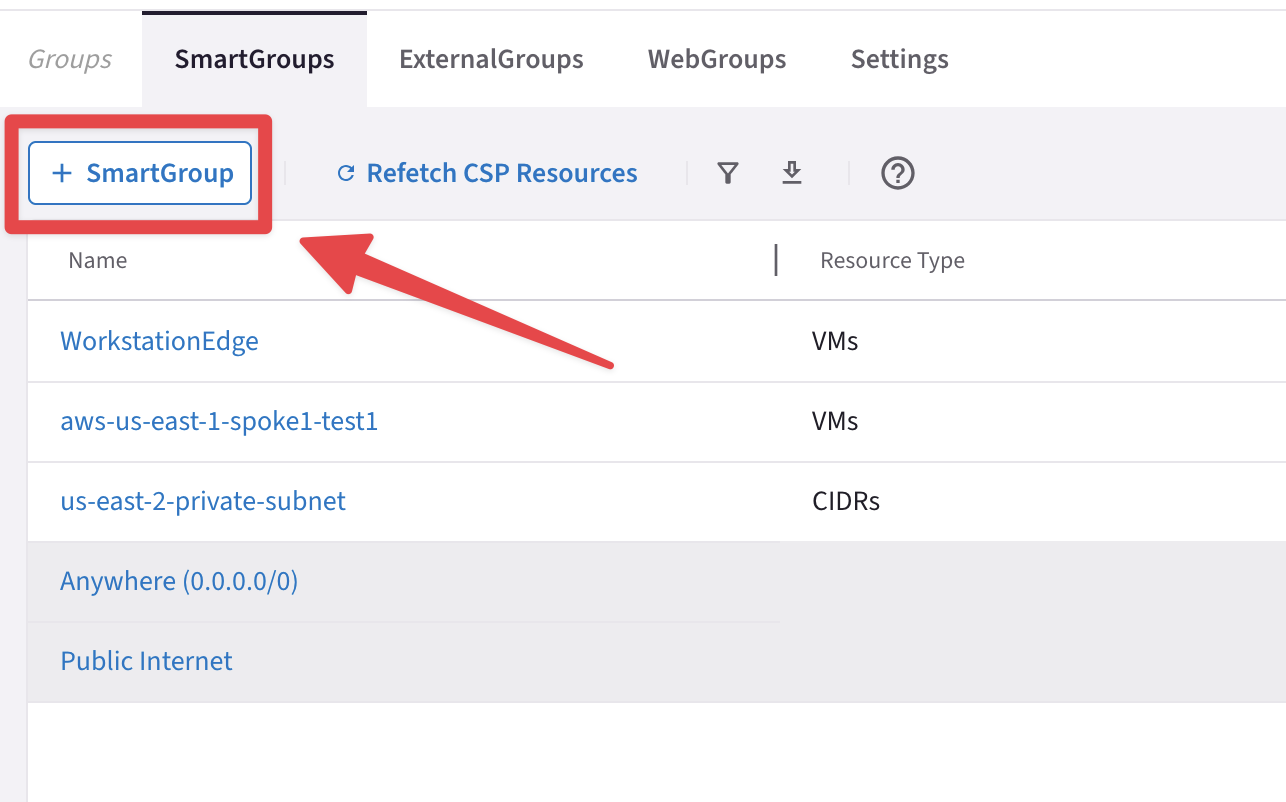 Groups SmartGroups ExternalGroups WebGroups Settings
+ SmartGroup Refetch CSP Resources
Name Resource Type
WorkstationEdge VMs
aws-us-east-1-spoke1-test1 VMs
us-east-2-private-subnet CIDRs
Anywhere (0.0.0.0/0)
Public Internet